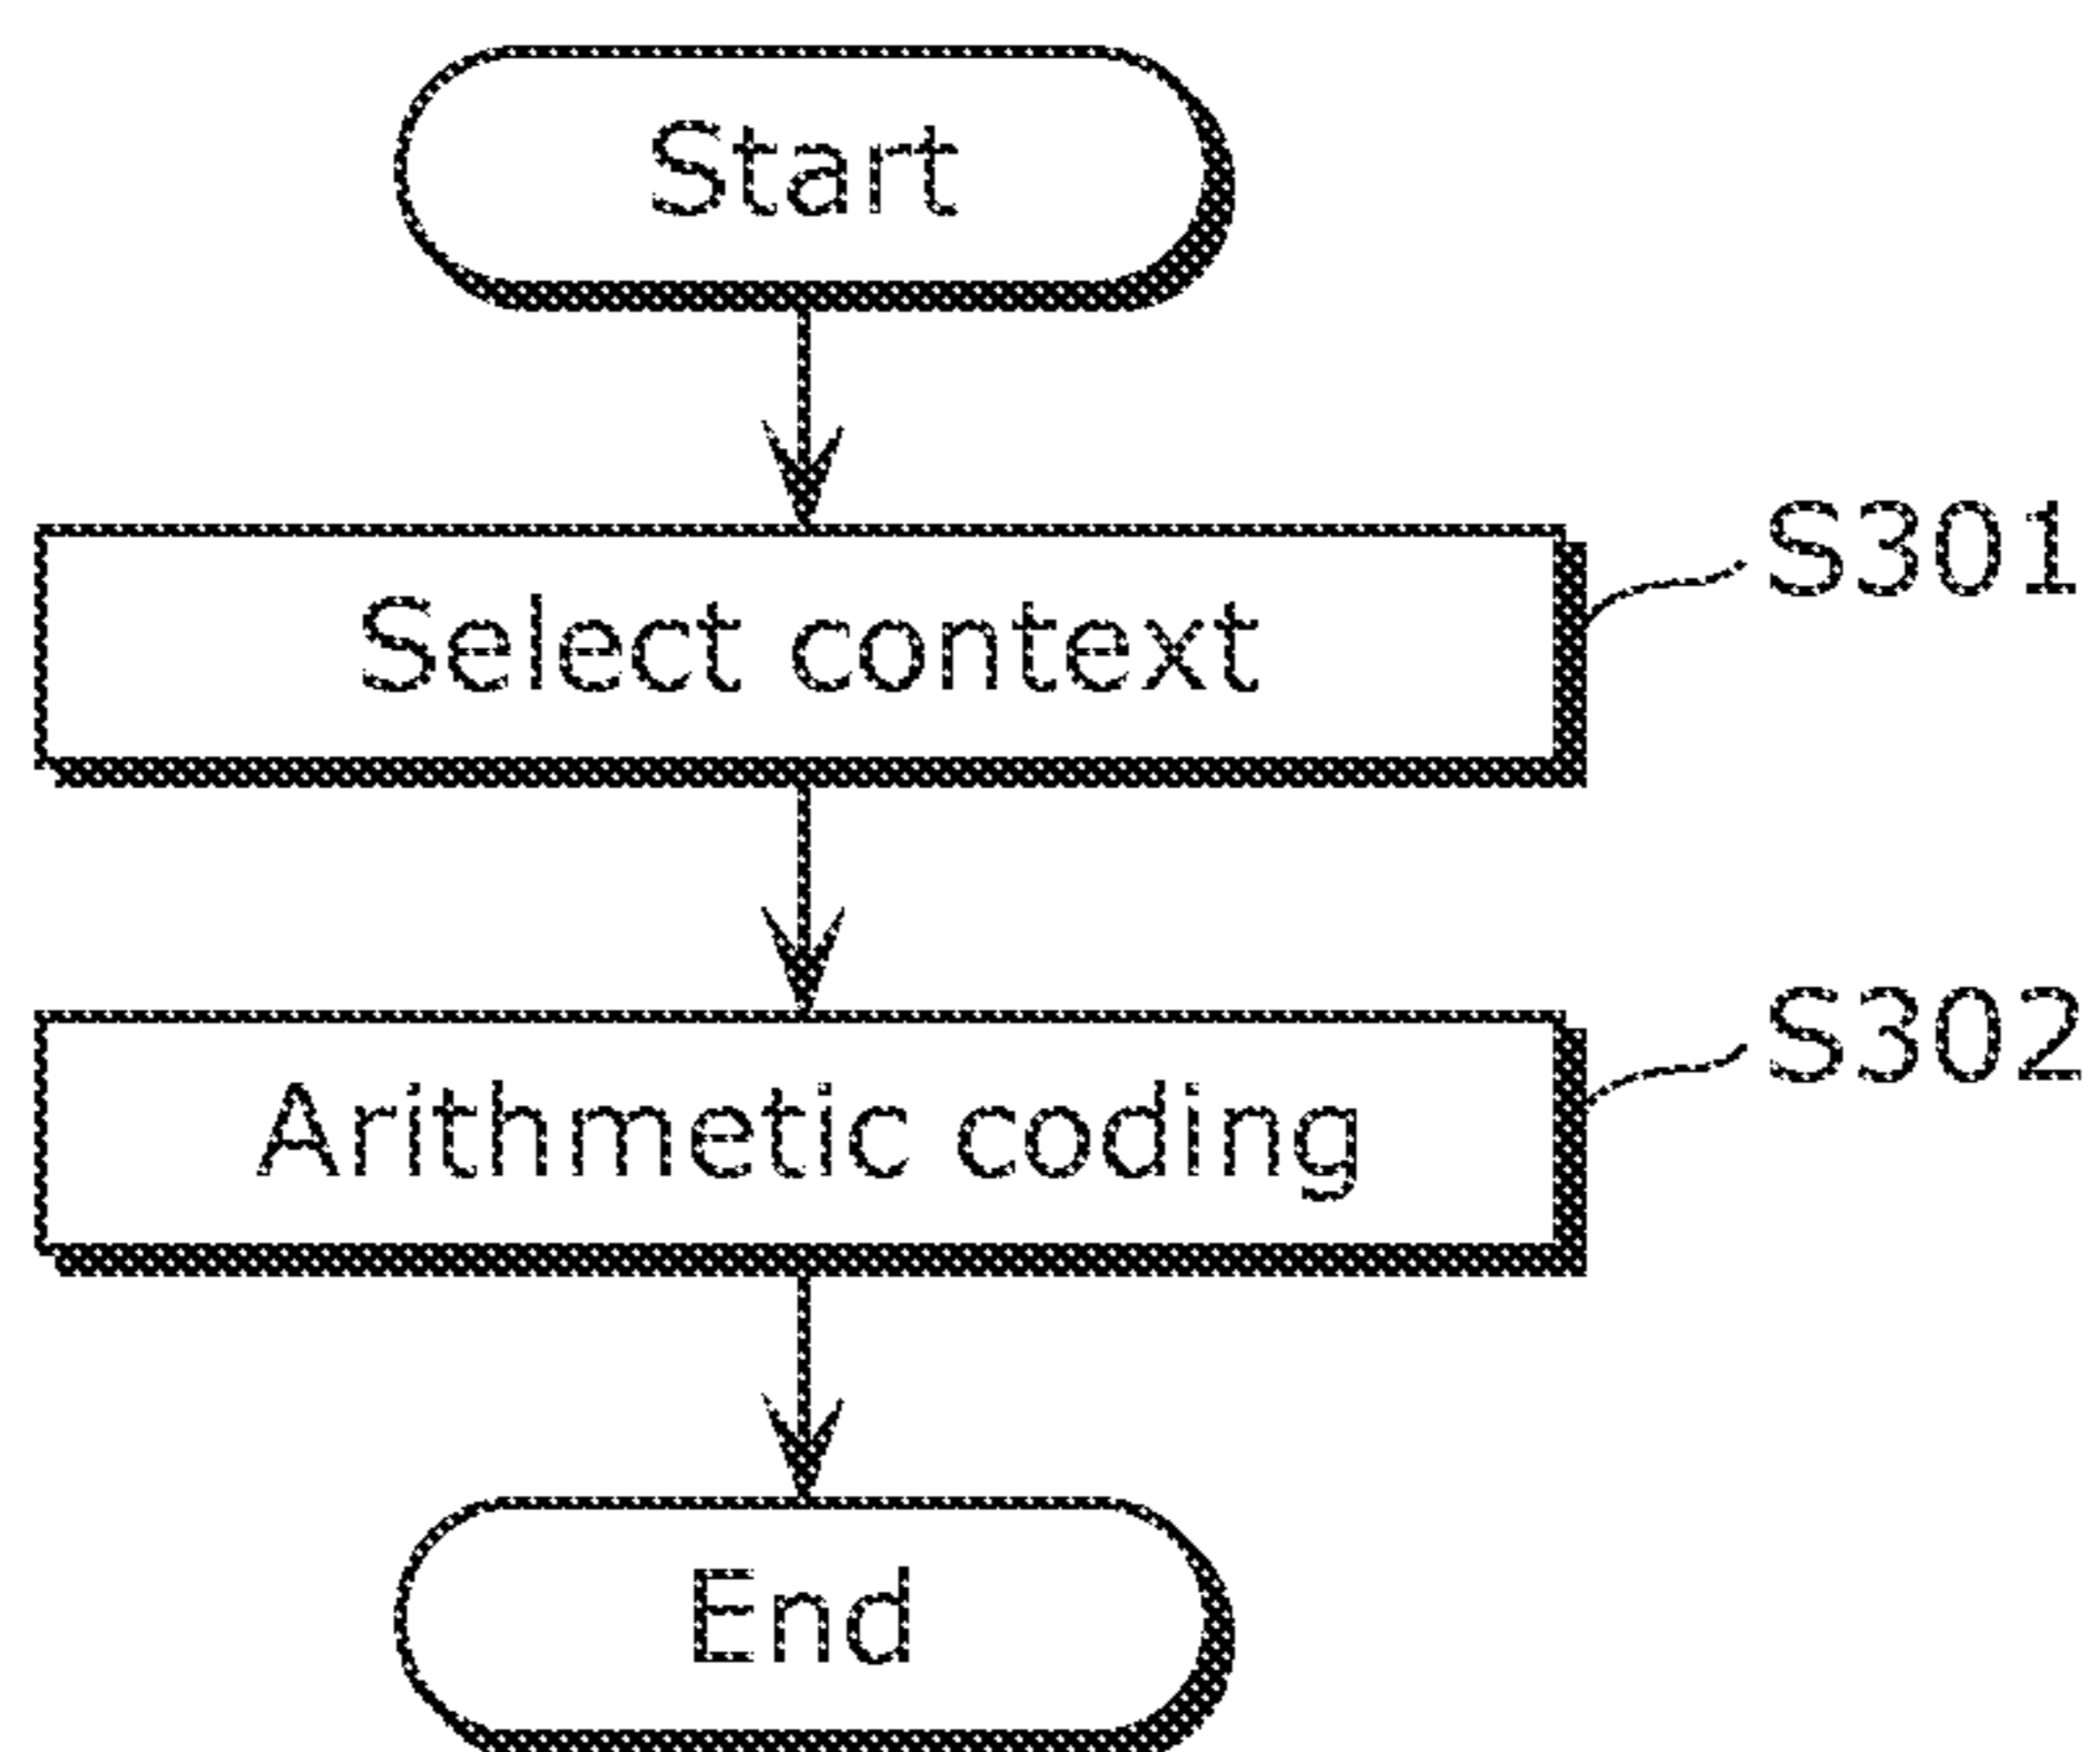 Start
S301
Select context
S302
Arithmetic coding
End